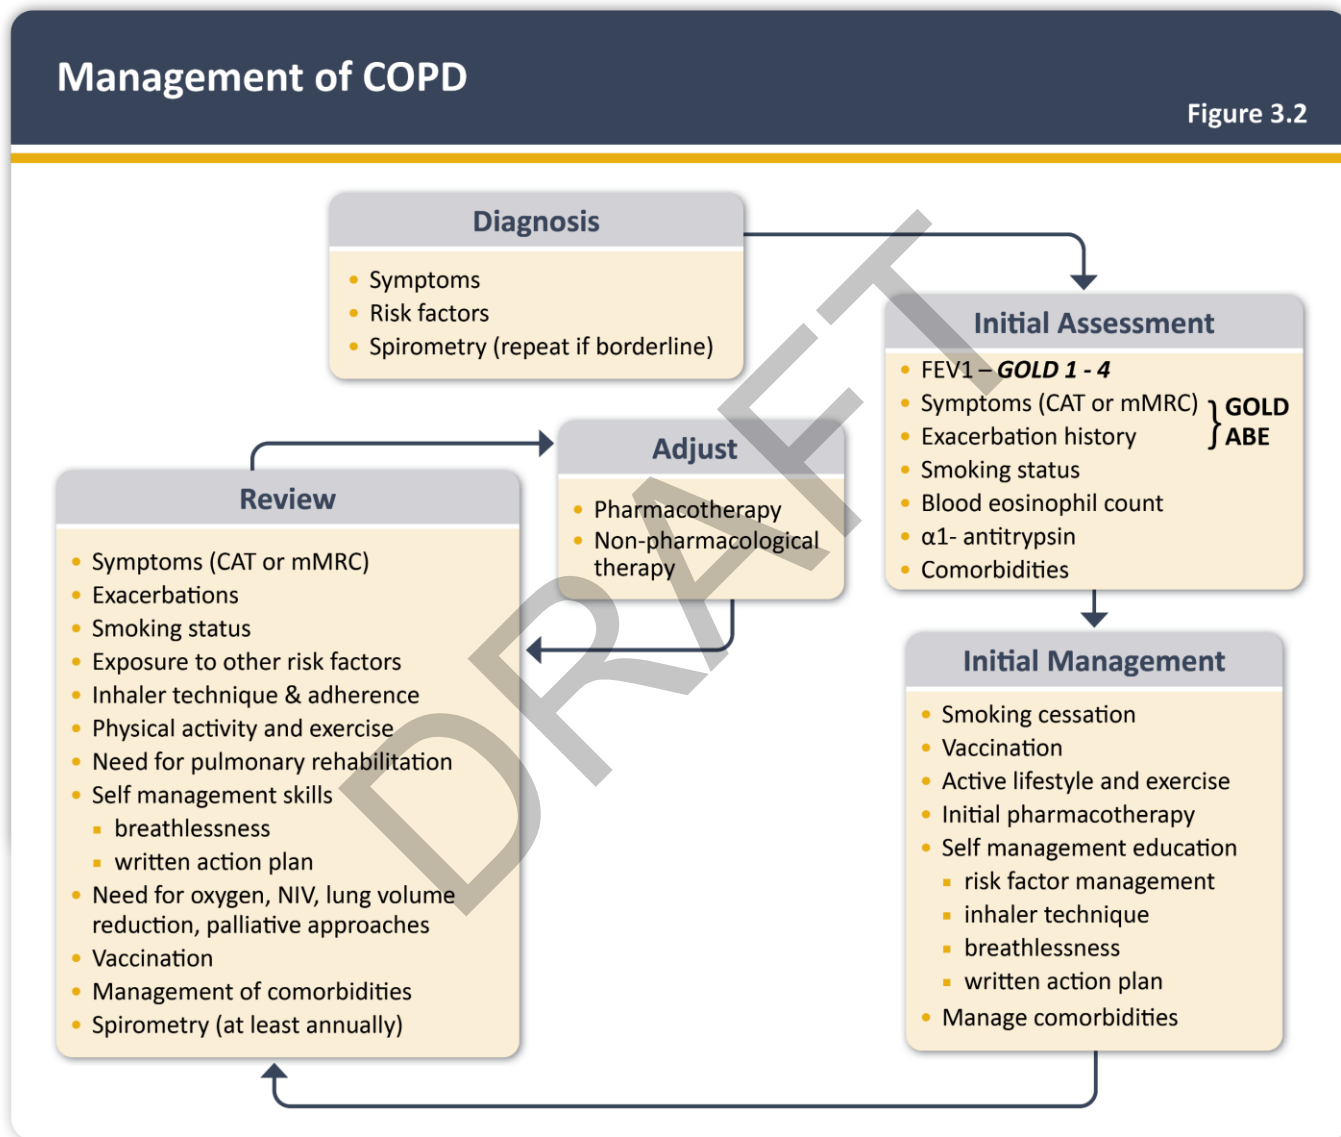 Management of COPD
Figure 3.2
Diagnosis
• Symptoms
• Risk factors
• Spirometry (repeat if borderline)
Initial Assessment
• FEV1 – GOLD 1 - 4
• Symptoms (CAT or mMRC)
• Exacerbation history
} GOLD
ABE
• Smoking status
• Blood eosinophil count
• α1- antitrypsin
• Comorbidities
Initial Management
• Smoking cessation
• Vaccination
• Active lifestyle and exercise
• Initial pharmacotherapy
• Self management education
▪ risk factor management
▪ inhaler technique
▪ breathlessness
▪ written action plan
• Manage comorbidities
Review
• Symptoms (CAT or mMRC)
• Exacerbations
• Smoking status
• Exposure to other risk factors
• Inhaler technique & adherence
• Physical activity and exercise
• Need for pulmonary rehabilitation
• Self management skills
▪ breathlessness
▪ written action plan
• Need for oxygen, NIV, lung volume
reduction, palliative approaches
• Vaccination
• Management of comorbidities
• Spirometry (at least annually)
Adjust
• Pharmacotherapy
• Non-pharmacological
therapy
DRAFT